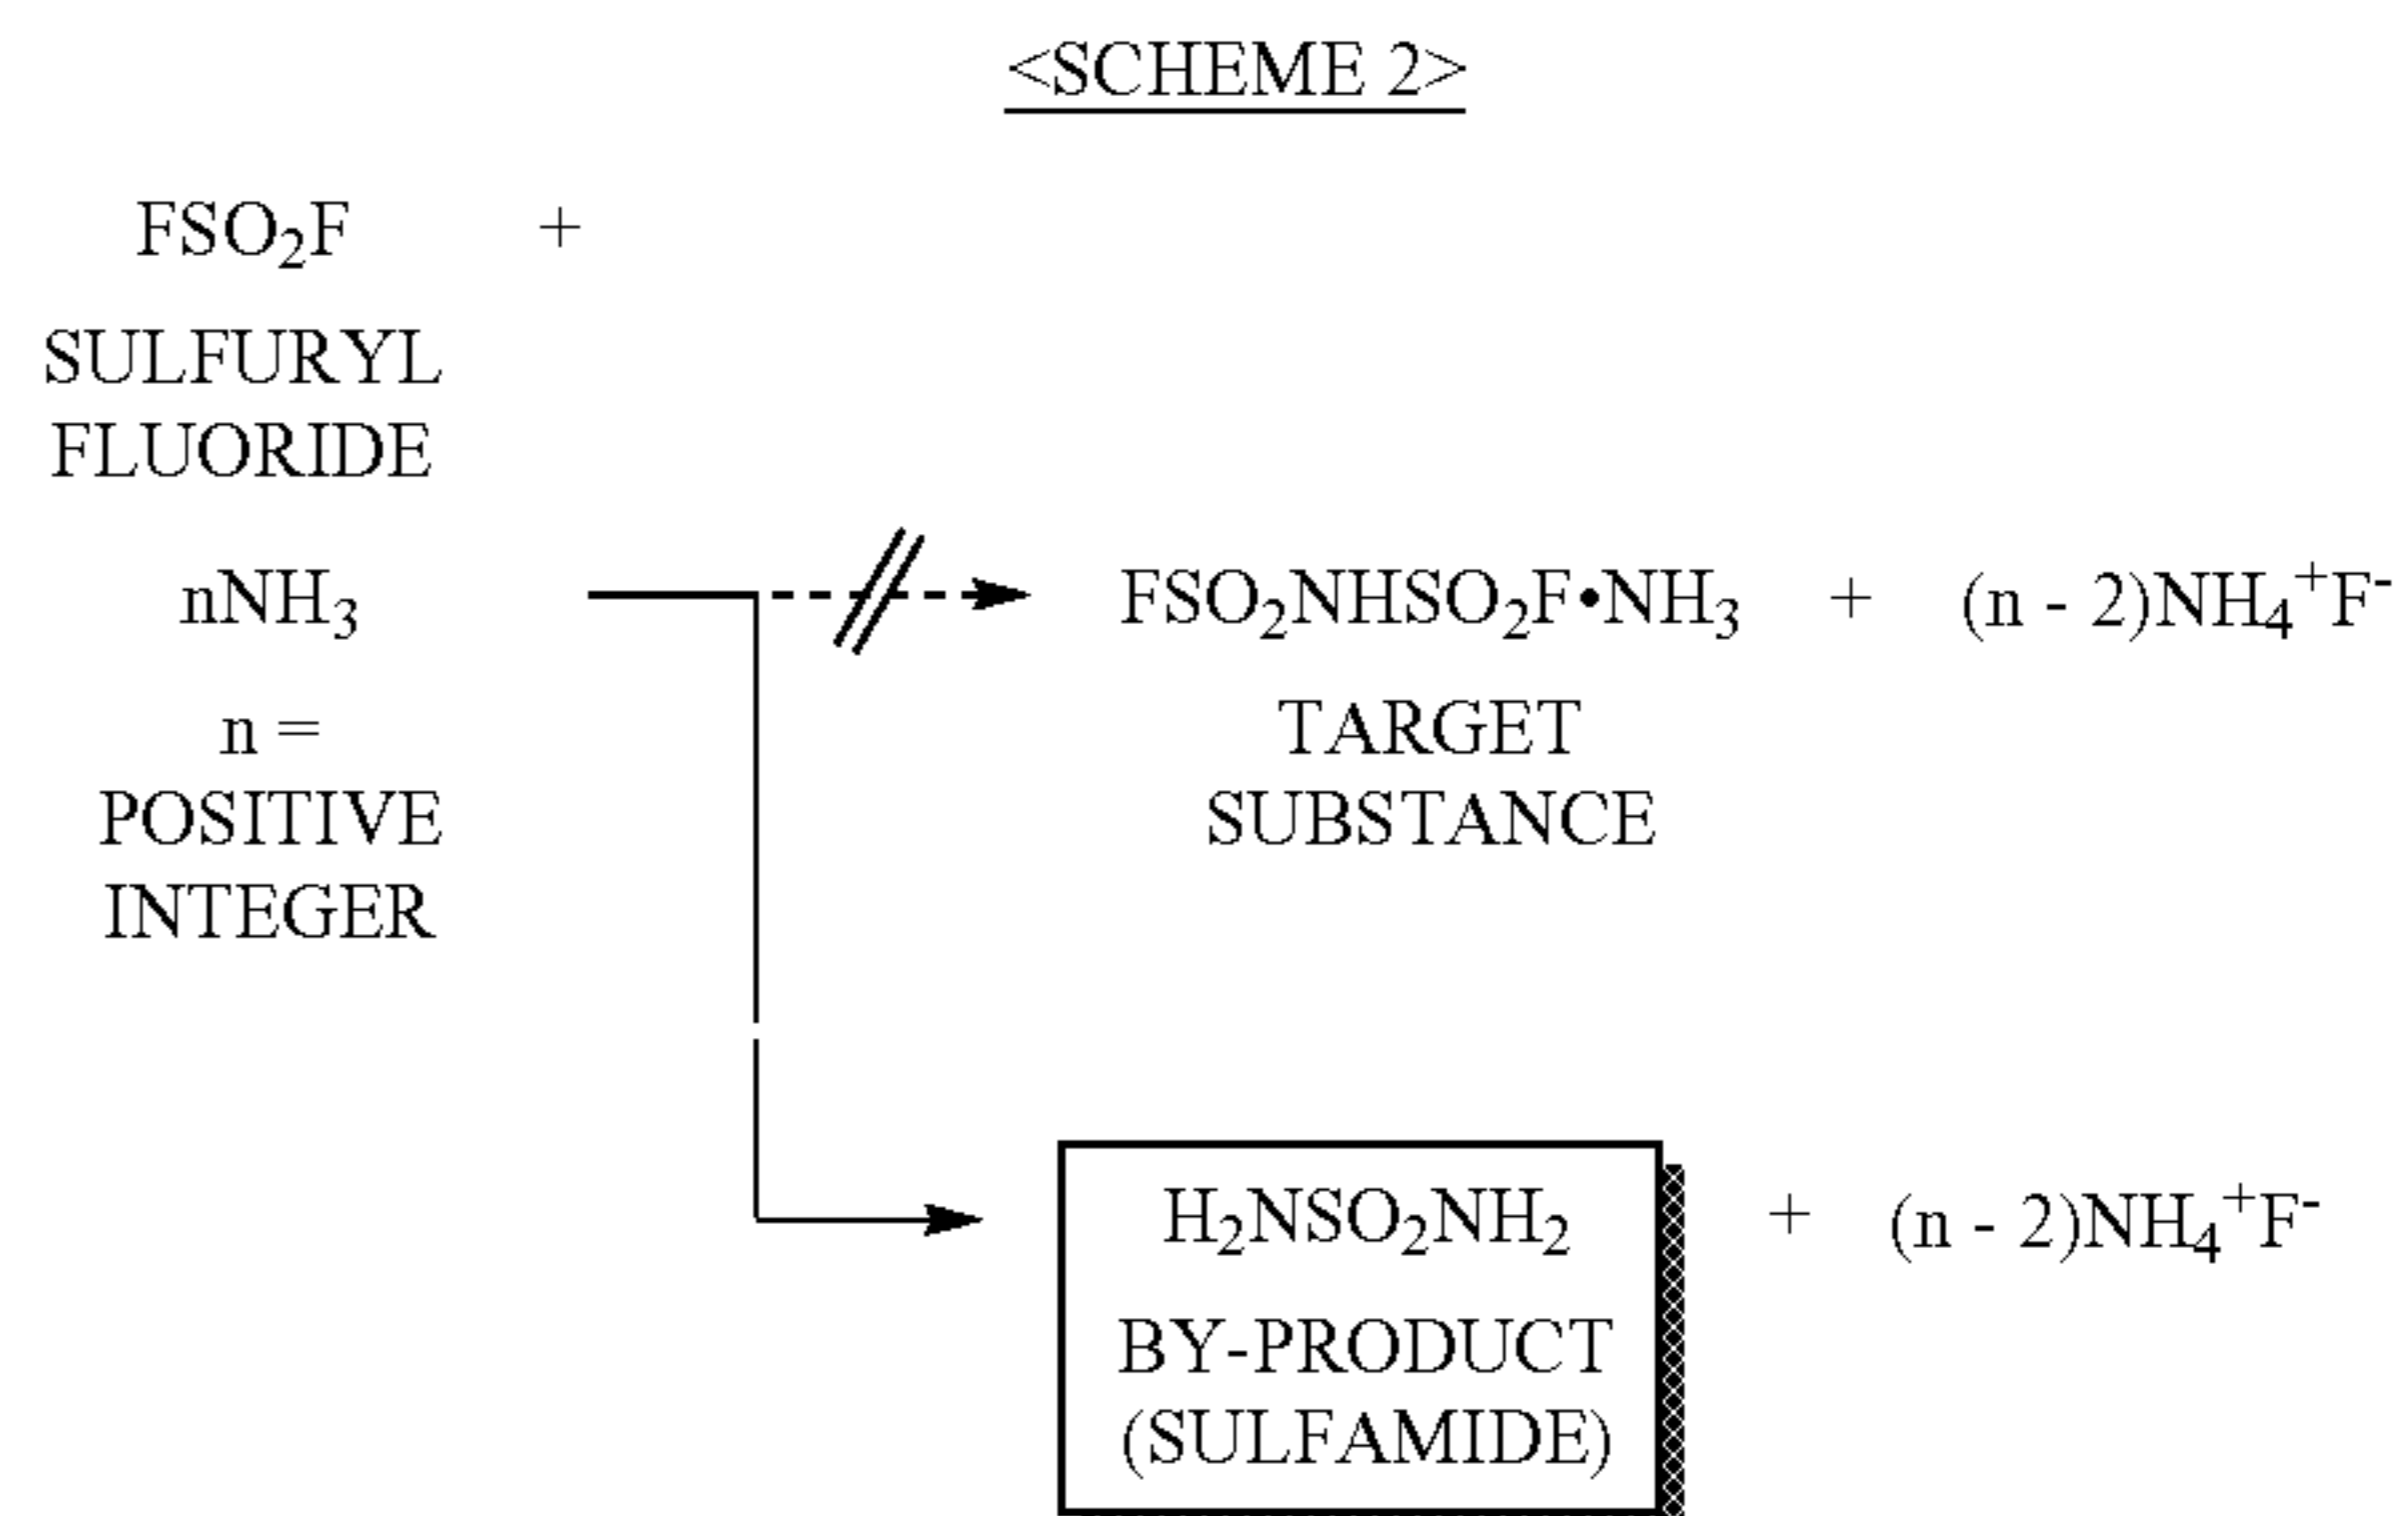 <SCHEME 2>
FSO₂F +
SULFURYL
FLUORIDE
nNH₃ FSO₂NHSO₂F•NH₃ + (n - 2)NH₄⁺F⁻
n =
POSITIVE
INTEGER
TARGET
SUBSTANCE
H₂NSO₂NH₂ + (n - 2)NH₄⁺F⁻
BY-PRODUCT
(SULFAMIDE)